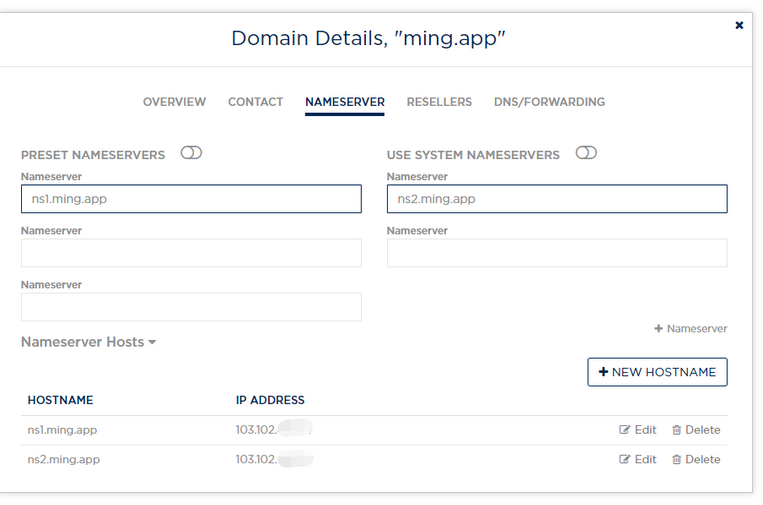 Domain Details, "ming.app"
OVERVIEW CONTACT NAMESERVER RESELLERS DNS/FORWARDING
PRESET NAMESERVERS USE SYSTEM NAMESERVERS
Nameserver Nameserver
ns1.ming.app ns2.ming.app
Nameserver Nameserver
Nameserver
+ Nameserver
Nameserver Hosts
+ NEW HOSTNAME
HOSTNAME IP ADDRESS
ns1.ming.app 103.102. Edit Delete
ns2.ming.app 103.102. Edit Delete